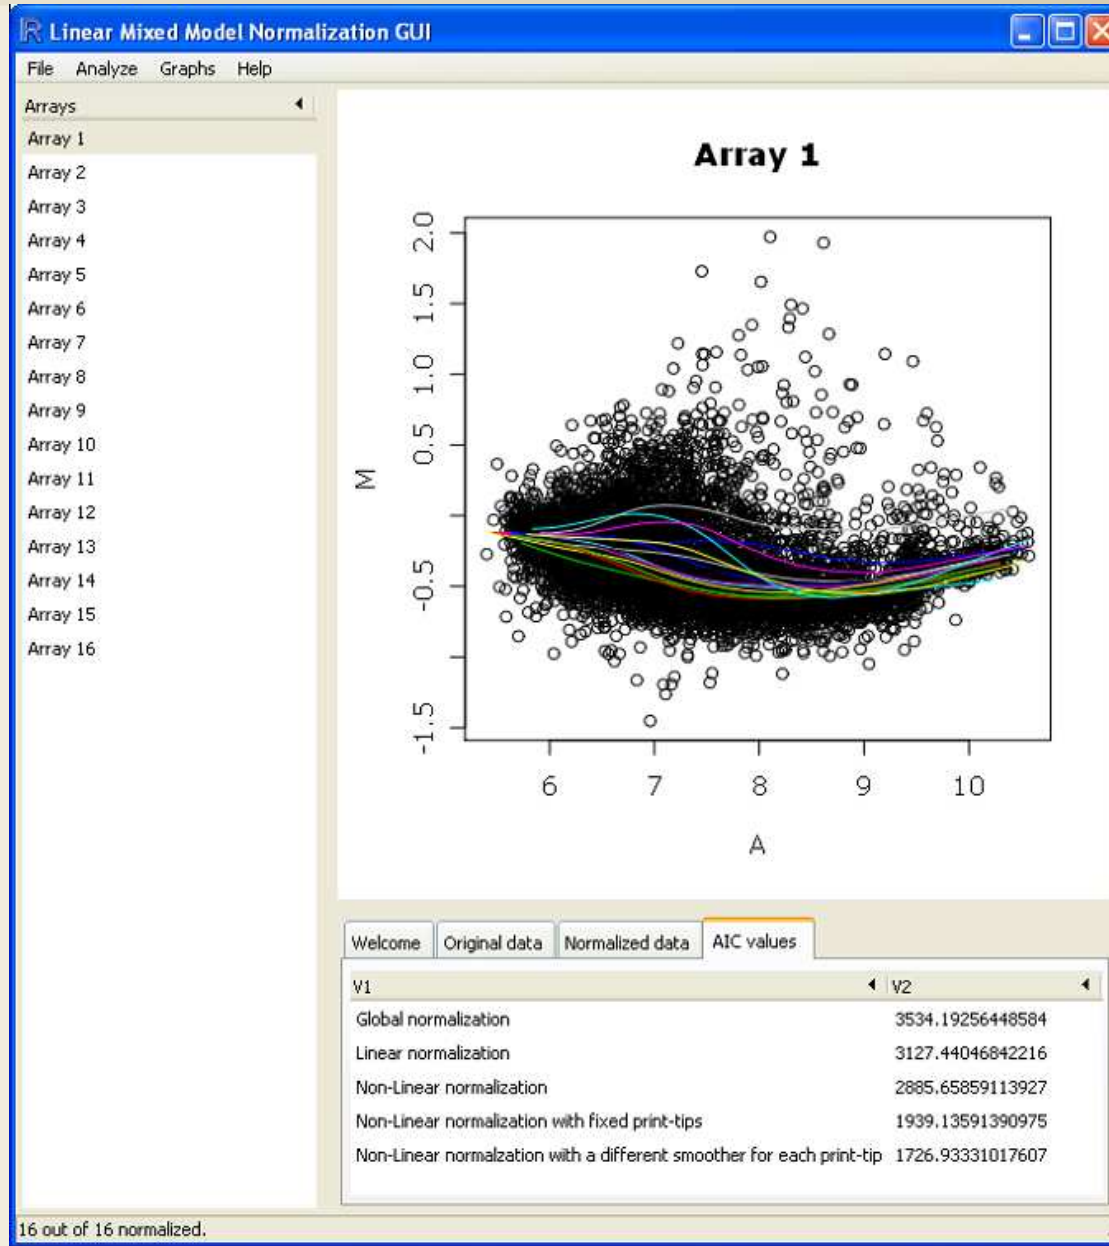 Linear Mixed Model Normalization GUI
File Analyze Graphs Help
Arrays
Array 1
Array 2
Array 3
Array 4
Array 5
Array 6
Array 7
Array 8
Array 9
Array 10
Array 11
Array 12
Array 13
Array 14
Array 15
Array 16
Array 1
2.0
1.5
1.0
0.5
-0.5
-1.5
M
6 7 8 9 10
A
Welcome Original data Normalized data AIC values
V1 V2
Global normalization 3534.19256448584
Linear normalization 3127.44046842216
Non-Linear normalization 2885.65859113927
Non-Linear normalization with fixed print-tips 1939.13591390975
Non-Linear normalzation with a different smoother for each print-tip 1726.93331017607
16 out of 16 normalized.